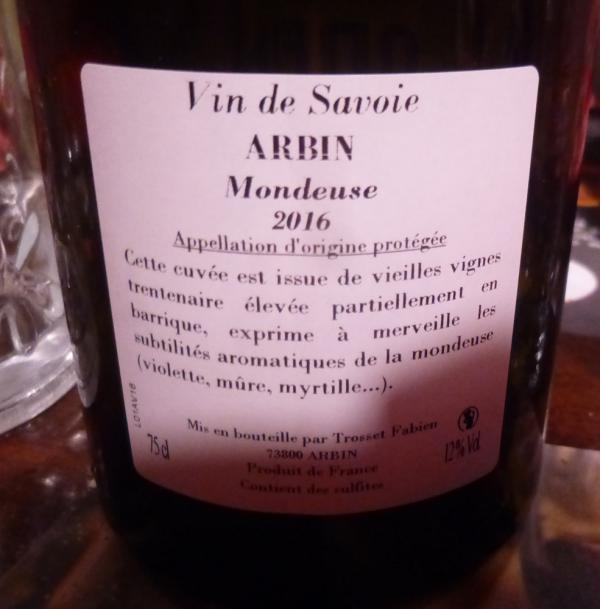 Vin de Savoie
ARBIN
Mondeuse
2016
Appellation d'origine protégée
Cette cuvée est issue de vieilles vignes
trentenaire élevée partiellement en
barrique, exprime à merveille les
subtilités aromatiques de la mondeuse
(violette, mûre, myrtille...).
L01AV18
Mis en bouteille par Trosset Fabien
75cl
73800 ARBIN
12% Vol.
Produit de France
Contient des sulfites